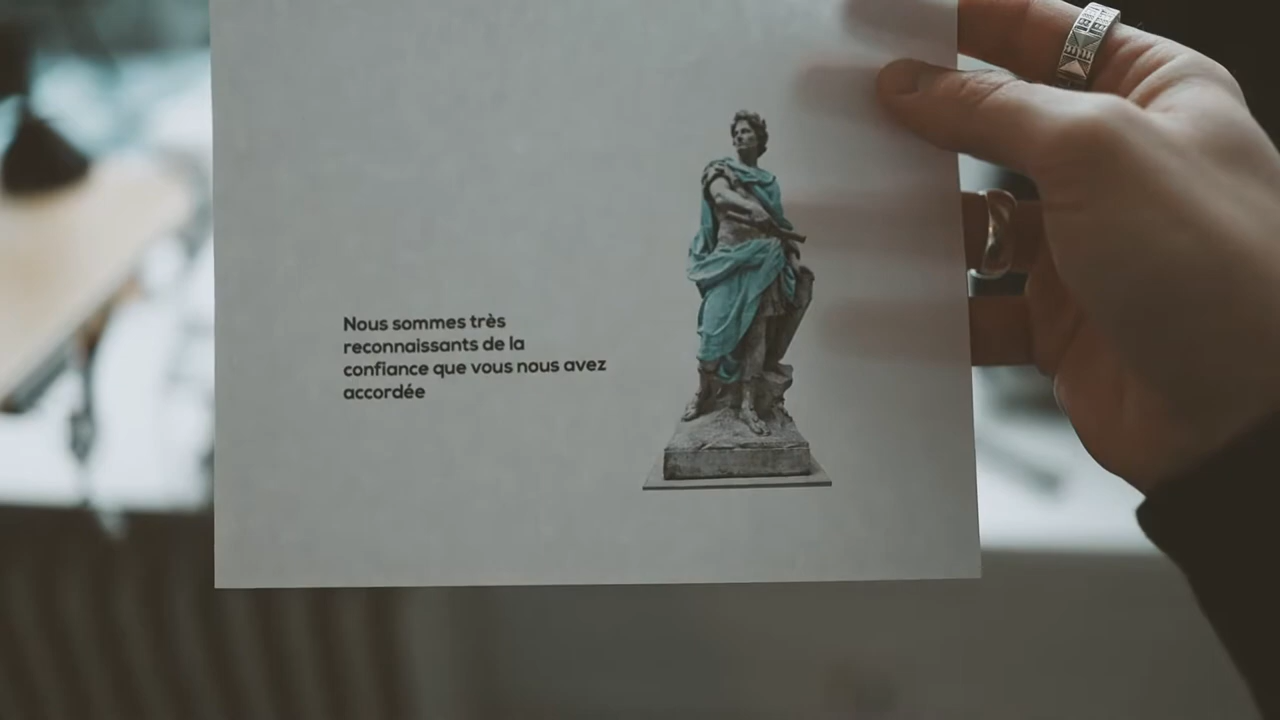 Nous sommes très
reconnaissants de la
confiance que vous nous avez
accordée